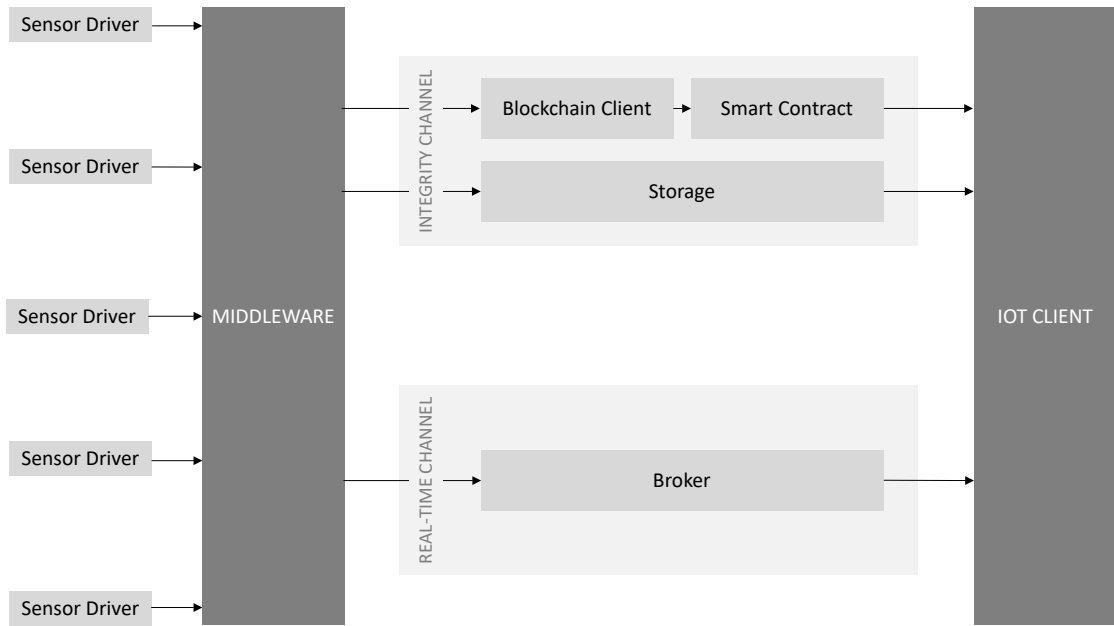 Sensor Driver
Sensor Driver
Sensor Driver
Sensor Driver
Sensor Driver
MIDDLEWARE
INTEGRITY CHANNEL
Blockchain Client
Smart Contract
Storage
REAL-TIME CHANNEL
Broker
IOT CLIENT